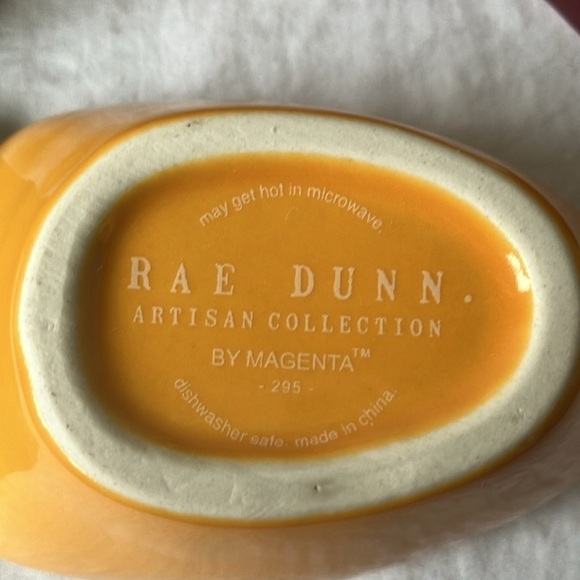 may get hot in microwave.
RAE DUNN.
ARTISAN COLLECTION
BY MAGENTA™
- 295 -
dishwasher safe. made in china.